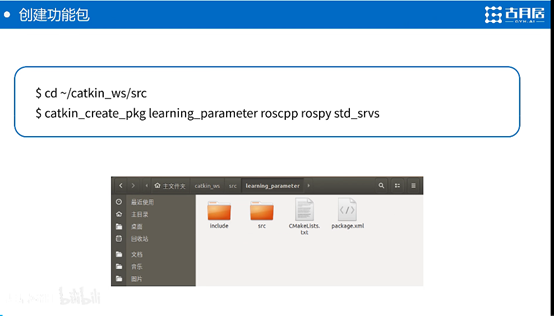 创建功能包
古月居
GYH.AI
$ cd ~/catkin_ws/src
$ catkin_create_pkg learning_parameter roscpp rospy std_srvs
主文件夹 catkin_ws src learning_parameter
最近使用
主目录
桌面
回收站
文档
音乐
图片
include
src
CMakeLists.
txt
package.xml
bilibili